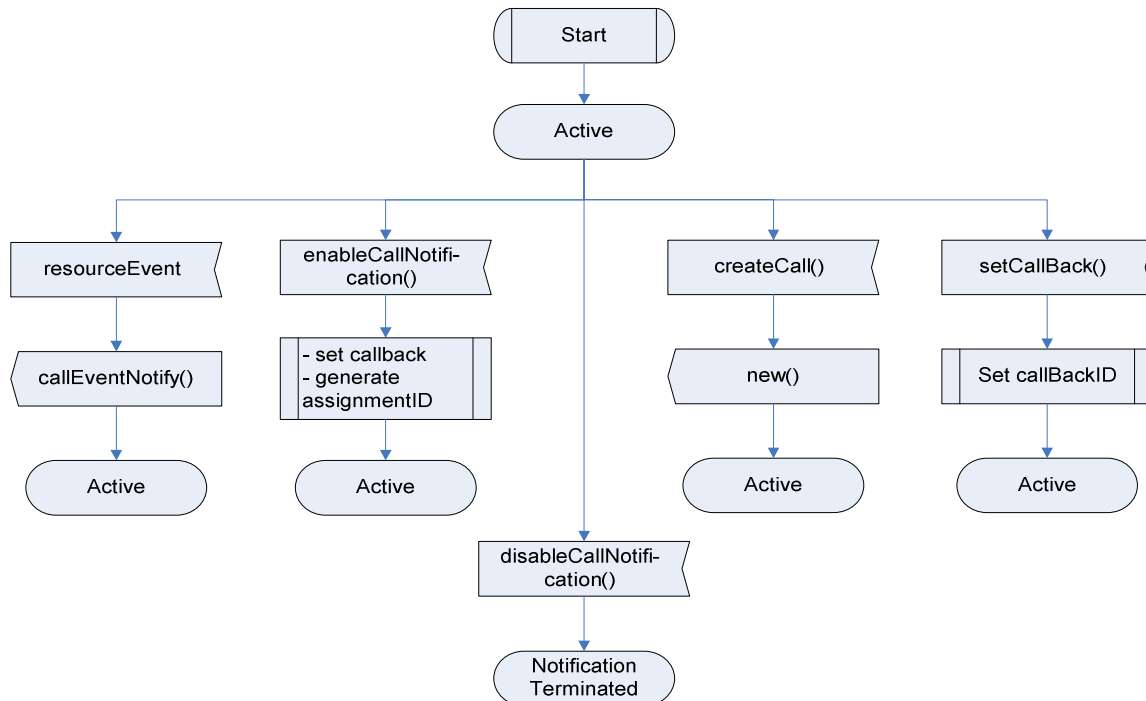 Start
Active
resourceEvent
enableCallNotifi-
cation()
createCall()
setCallBack()
callEventNotify()
- set callback
- generate
assignmentID
new()
Set callBackID
Active
Active
Active
Active
disableCallNotifi-
cation()
Notification
Terminated